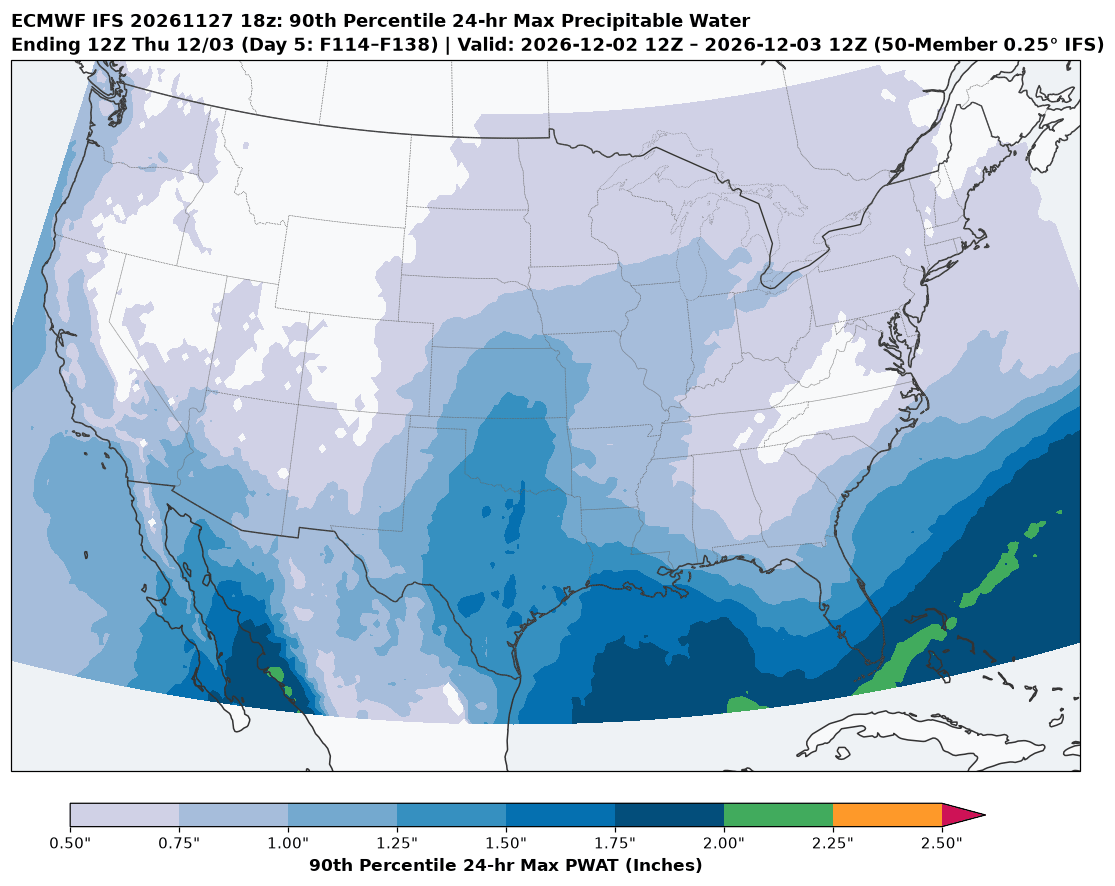 ECMWF IFS 20261127 18z: 90th Percentile 24-hr Max Precipitable Water
Ending 12Z Thu 12/03 (Day 5: F114–F138) | Valid: 2026-12-02 12Z – 2026-12-03 12Z (50-Member 0.25° IFS)
0.50" 0.75" 1.00" 1.25" 1.50" 1.75" 2.00" 2.25" 2.50"
90th Percentile 24-hr Max PWAT (Inches)